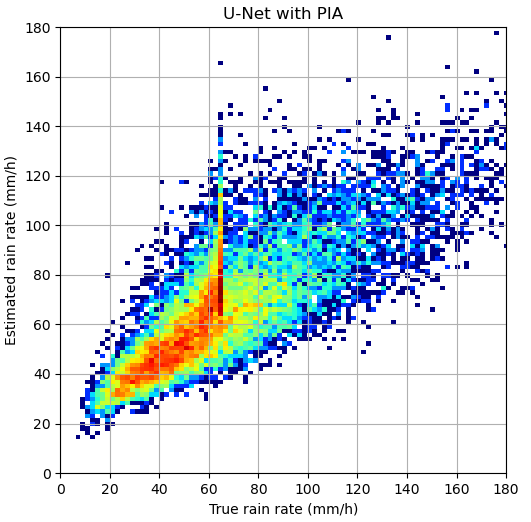 U-Net with PIA
180
160
140
120
100
80
60
40
20
0
Estimated rain rate (mm/h)
0 20 40 60 80 100 120 140 160 180
True rain rate (mm/h)